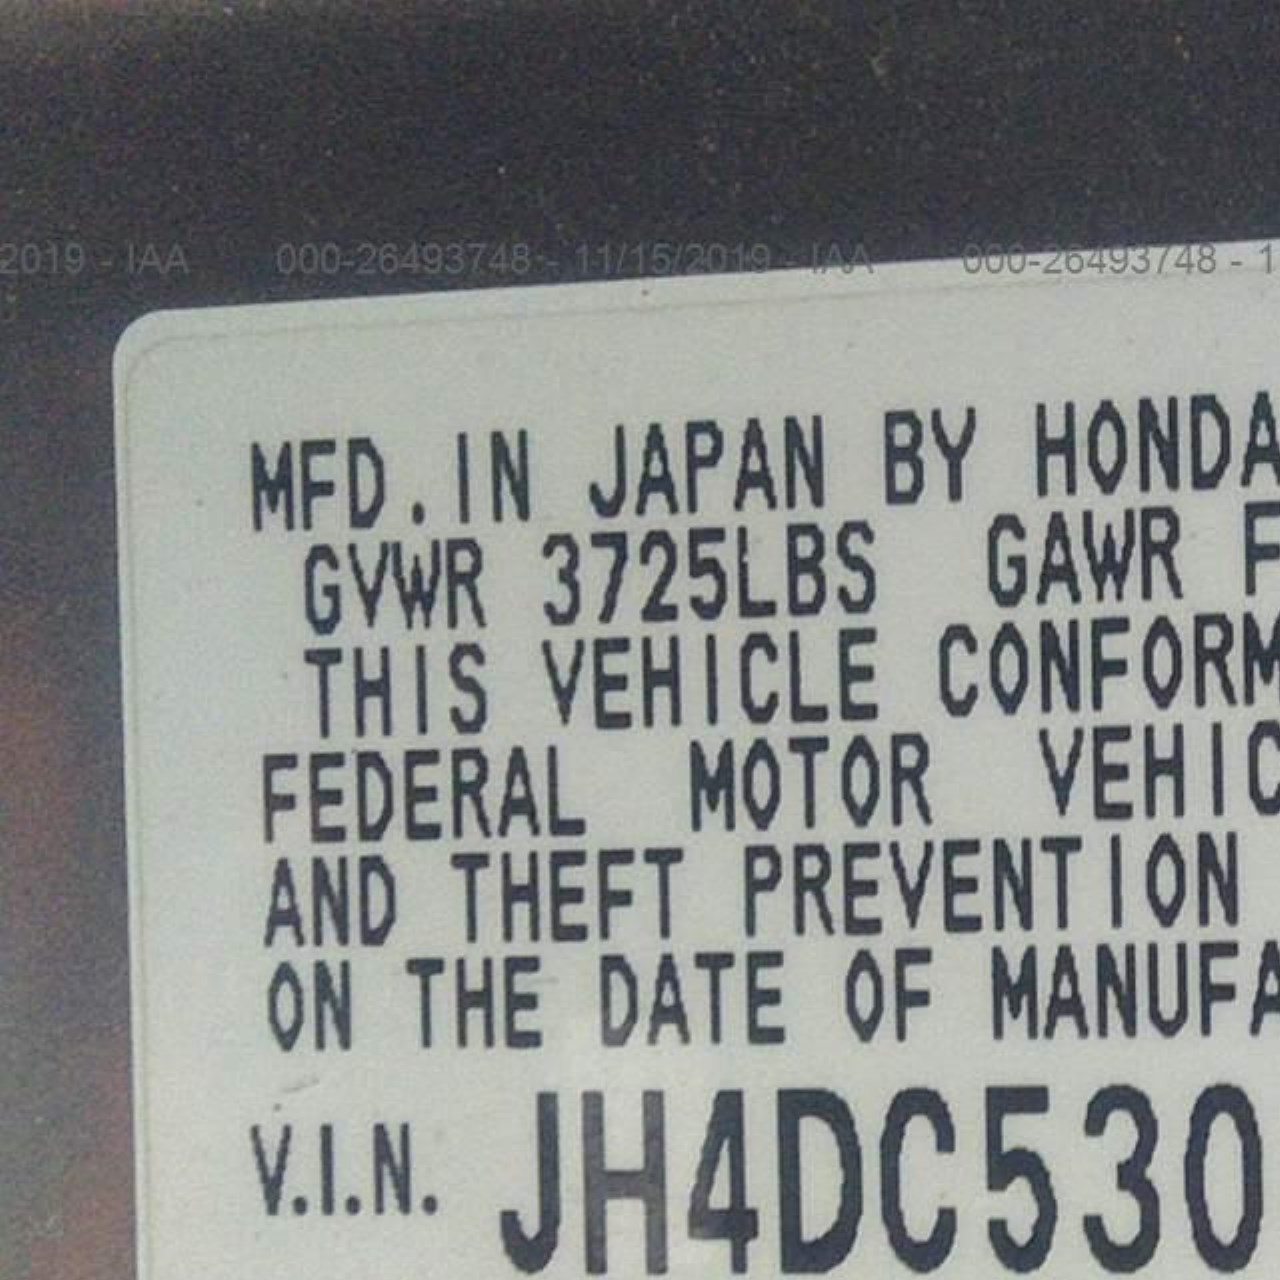 2019 - IAA 000-26493748 - 11/15/2019 - IAA 000-26493748 - 1
MFD.IN JAPAN BY HONDA
GVWR 3725LBS GAWR F
THIS VEHICLE CONFORM
FEDERAL MOTOR VEHIC
AND THEFT PREVENTION
ON THE DATE OF MANUFA
V.I.N. JH4DC530